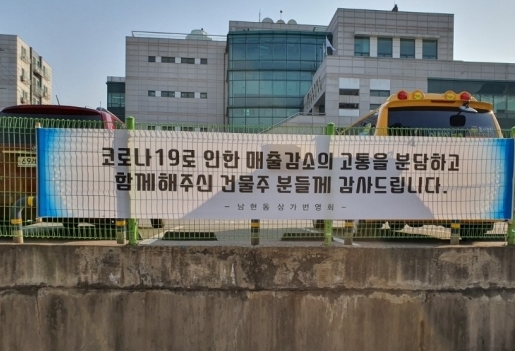 코로나19로 인한 매출감소의 고통을 분담하고
함께해주신 건물주 분들께 감사드립니다.
- 남현동상가번영회 -